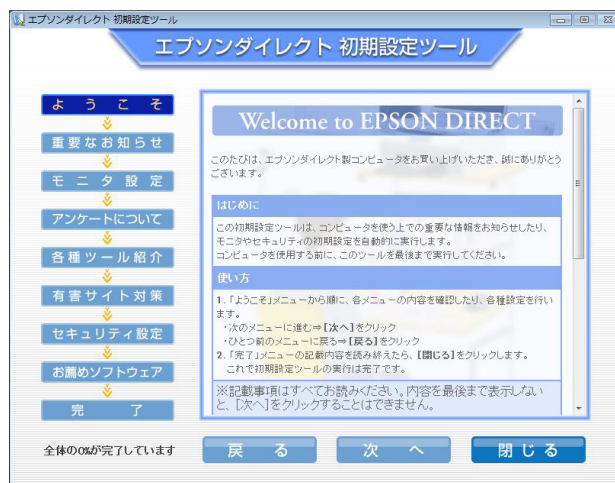 エプソンダイレクト 初期設定ツール
エプソンダイレクト 初期設定ツール
ようこそ
重要なお知らせ
モニタ設定
アンケートについて
各種ツール紹介
有害サイト対策
セキュリティ設定
お薦めソフトウェア
完了
Welcome to EPSON DIRECT
このたびは、エプソンダイレクト製コンピュータをお買い上げいただき、誠にありがとう
ございます。
はじめに
この初期設定ツールは、コンピュータを使う上での重要な情報をお知らせしたり、
モニタやセキュリティの初期設定を自動的に実行します。
コンピュータを使用する前に、このツールを最後まで実行してください。
使い方
1.「ようこそ」メニューから順に、各メニューの内容を確認したり、各種設定を行い
ます。
・次のメニューに進む⇒[次へ]をクリック
・ひとつ前のメニューに戻る⇒[戻る]をクリック
2.「完了」メニューの記載内容を読み終えたら、[閉じる]をクリックします。
これで初期設定ツールの実行は完了です。
※記載事項はすべてお読みください。内容を最後まで表示しない
と、[次へ]をクリックすることはできません。
全体の0%が完了しています
戻る
次へ
閉じる